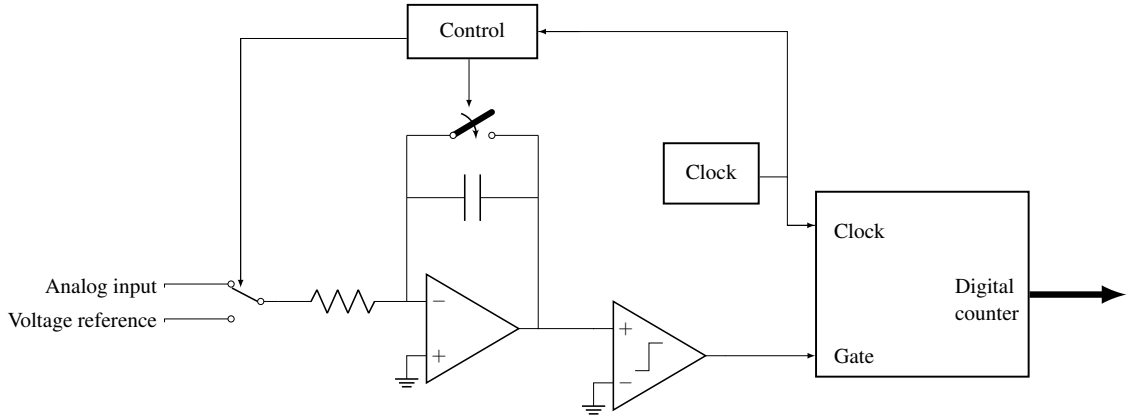 Control
Clock
Clock
Analog input
Voltage reference
Digital
counter
Gate